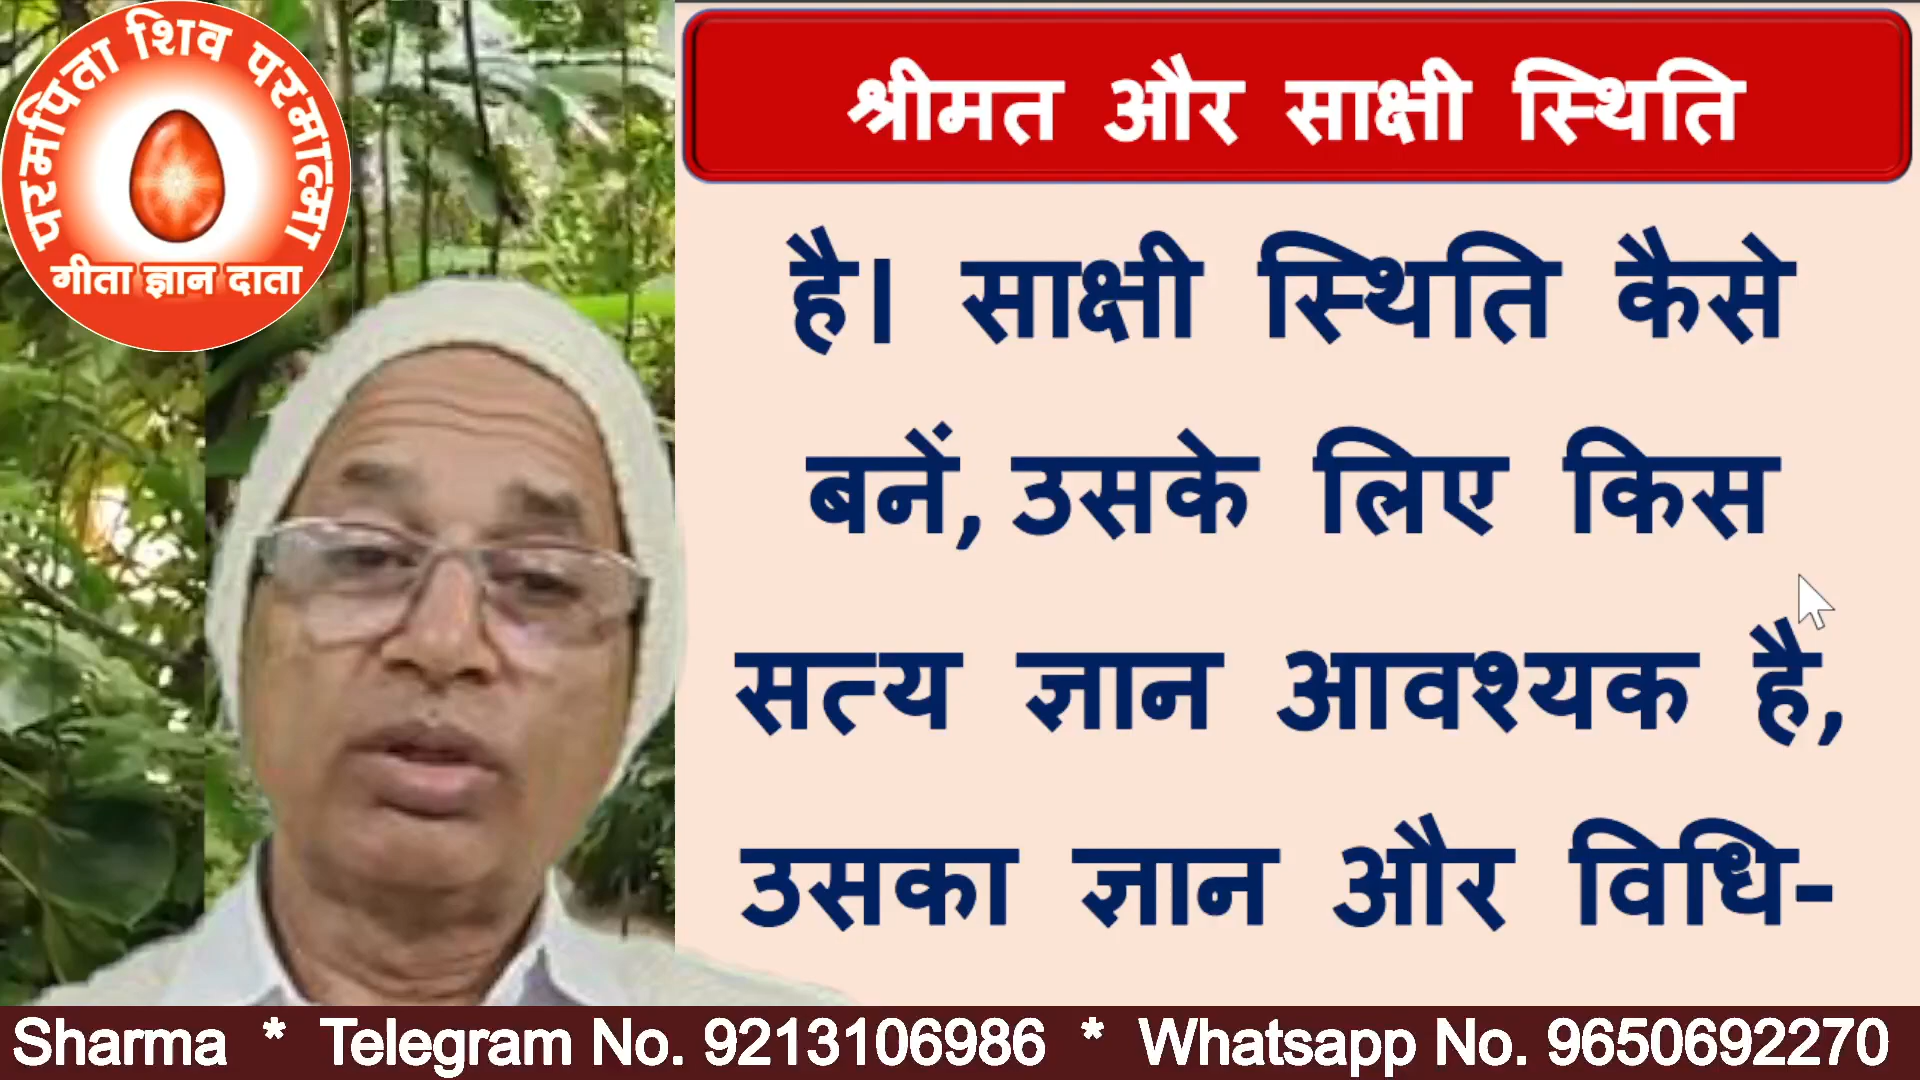 परमपिता शिव परमात्मा
गीता ज्ञान दाता
श्रीमत और साक्षी स्थिति
है। साक्षी स्थिति कैसे
बनें, उसके लिए किस
सत्य ज्ञान आवश्यक है,
उसका ज्ञान और विधि-
Sharma * Telegram No. 9213106986 * Whatsapp No. 9650692270